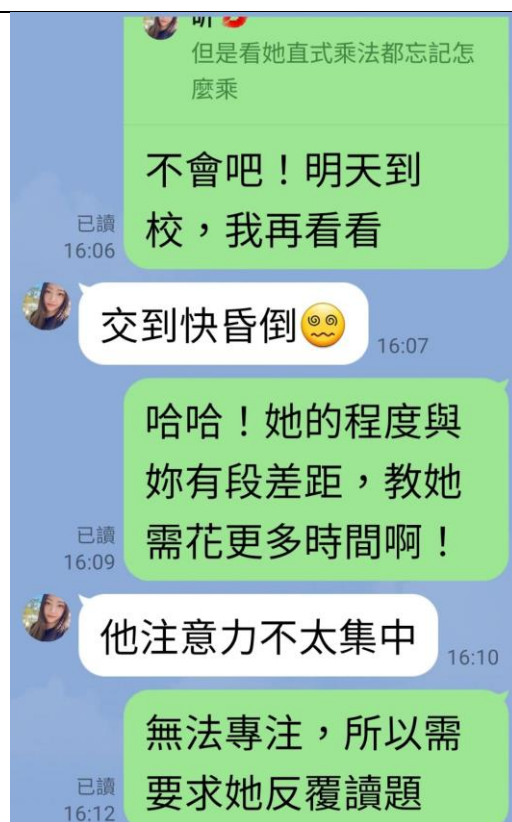 昕💋
但是看她直式乘法都忘記怎
麼乘
不會吧！明天到
校，我再看看
已讀
16:06
交到快昏倒😵‍💫
16:07
哈哈！她的程度與
妳有段差距，教她
需花更多時間啊！
已讀
16:09
他注意力不太集中
16:10
無法專注，所以需
要求她反覆讀題
已讀
16:12